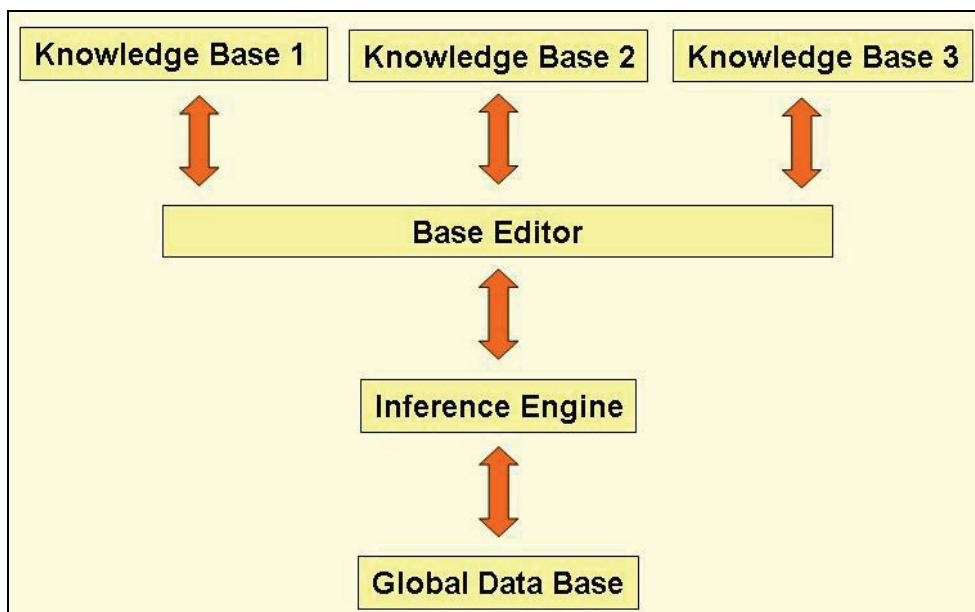 Knowledge Base 1
Knowledge Base 2
Knowledge Base 3
Base Editor
Inference Engine
Global Data Base